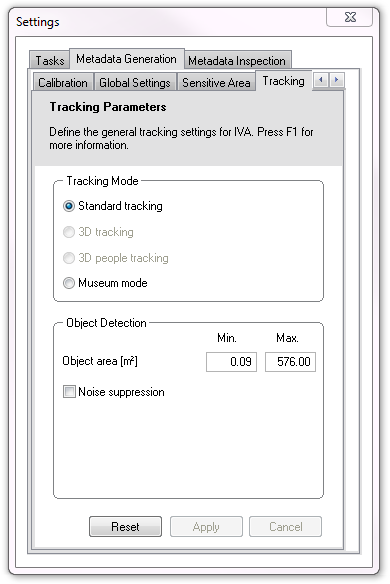 Settings
Tasks Metadata Generation Metadata Inspection
Calibration Global Settings Sensitive Area Tracking
Tracking Parameters
Define the general tracking settings for IVA. Press F1 for
more information.
Tracking Mode
Standard tracking
3D tracking
3D people tracking
Museum mode
Object Detection
Min. Max.
Object area [m²] 0.09 576.00
Noise suppression
Reset Apply Cancel